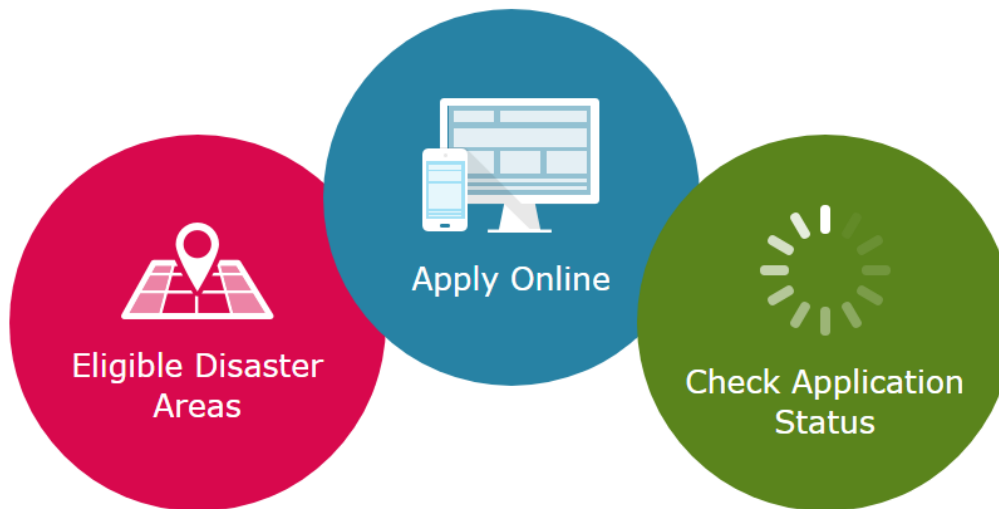 Eligible Disaster
Areas
Apply Online
Check Application
Status